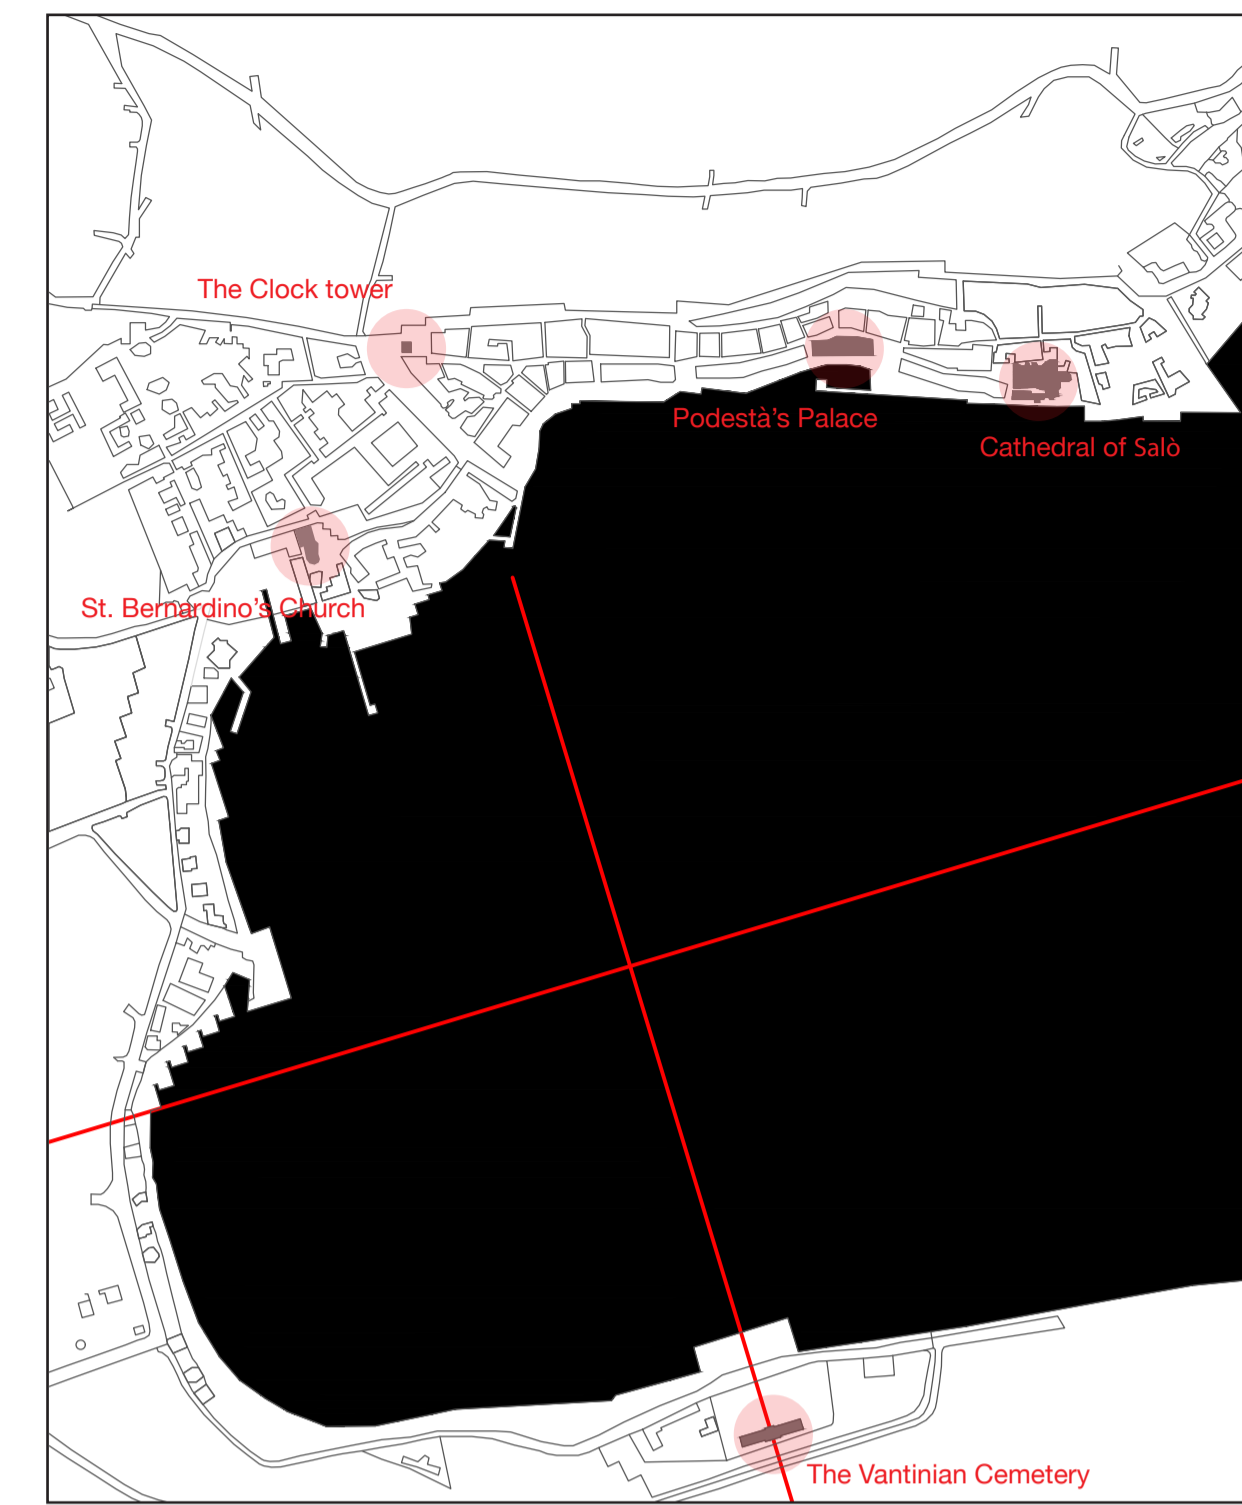 The Clock tower
Podestà’s Palace
Cathedral of Salò
St. Bernardino’s Church
The Vantinian Cemetery